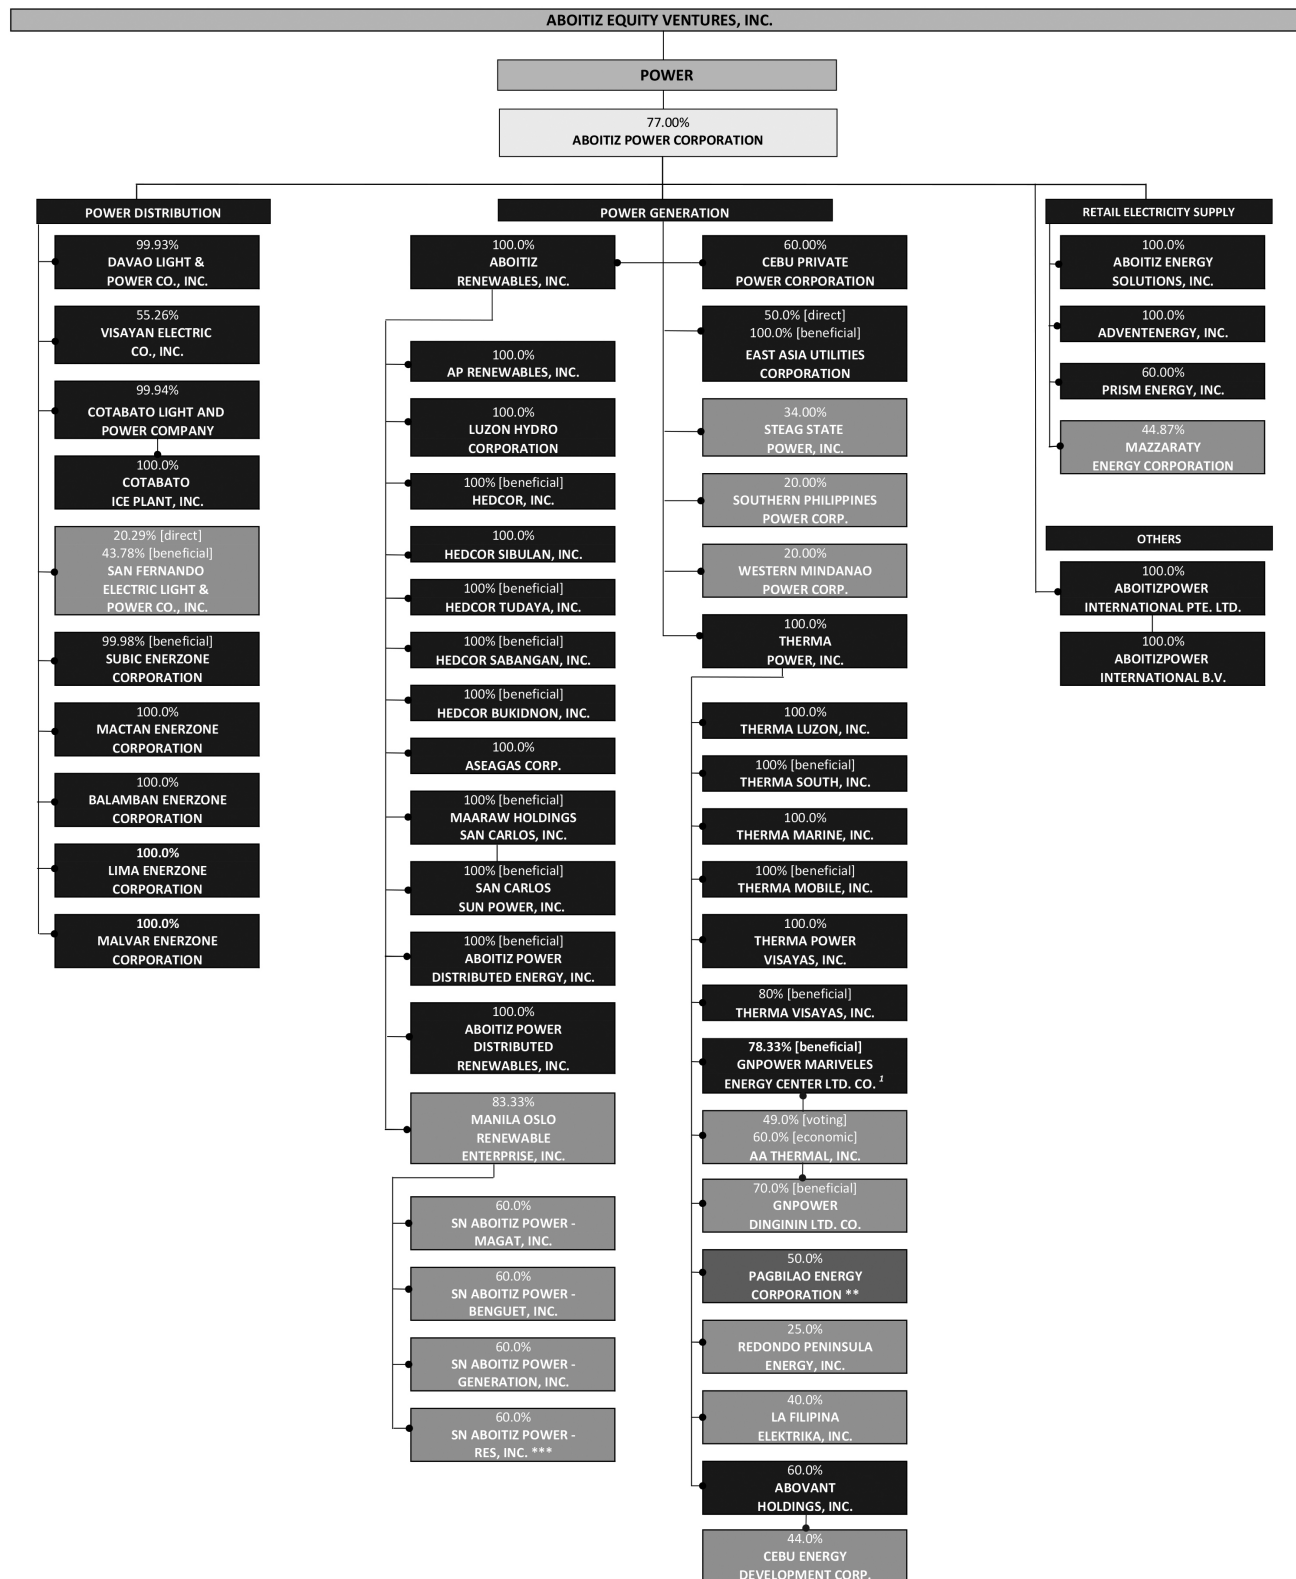 ABOITIZ EQUITY VENTURES, INC.
POWER
77.00%
ABOITIZ POWER CORPORATION
POWER DISTRIBUTION
99.93%
DAVAO LIGHT &
POWER CO., INC.
55.26%
VISAYAN ELECTRIC
CO., INC.
99.94%
COTABATO LIGHT AND
POWER COMPANY
100.0%
COTABATO
ICE PLANT, INC.
20.29% [direct]
43.78% [beneficial]
SAN FERNANDO
ELECTRIC LIGHT &
POWER CO., INC.
99.98% [beneficial]
SUBIC ENERZONE
CORPORATION
100.0%
MACTAN ENERZONE
CORPORATION
100.0%
BALAMBAN ENERZONE
CORPORATION
100.0%
LIMA ENERZONE
CORPORATION
100.0%
MALVAR ENERZONE
CORPORATION
POWER GENERATION
100.0%
ABOITIZ
RENEWABLES, INC.
100.0%
AP RENEWABLES, INC.
100.0%
LUZON HYDRO
CORPORATION
100% [beneficial]
HEDCOR, INC.
100.0%
HEDCOR SIBULAN, INC.
100% [beneficial]
HEDCOR TUDAYA, INC.
100% [beneficial]
HEDCOR SABANGAN, INC.
100% [beneficial]
HEDCOR BUKIDNON, INC.
100.0%
ASEAGAS CORP.
100% [beneficial]
MAARAW HOLDINGS
SAN CARLOS, INC.
100% [beneficial]
SAN CARLOS
SUN POWER, INC.
100% [beneficial]
ABOITIZ POWER
DISTRIBUTED ENERGY, INC.
100.0%
ABOITIZ POWER
DISTRIBUTED
RENEWABLES, INC.
83.33%
MANILA OSLO
RENEWABLE
ENTERPRISE, INC.
60.0%
SN ABOITIZ POWER -
MAGAT, INC.
60.0%
SN ABOITIZ POWER -
BENGUET, INC.
60.0%
SN ABOITIZ POWER -
GENERATION, INC.
60.0%
SN ABOITIZ POWER -
RES, INC. ***
60.00%
CEBU PRIVATE
POWER CORPORATION
50.0% [direct]
100.0% [beneficial]
EAST ASIA UTILITIES
CORPORATION
34.00%
STEAG STATE
POWER, INC.
20.00%
SOUTHERN PHILIPPINES
POWER CORP.
20.00%
WESTERN MINDANAO
POWER CORP.
100.0%
THERMA
POWER, INC.
100.0%
THERMA LUZON, INC.
100% [beneficial]
THERMA SOUTH, INC.
100.0%
THERMA MARINE, INC.
100% [beneficial]
THERMA MOBILE, INC.
100.0%
THERMA POWER
VISAYAS, INC.
80% [beneficial]
THERMA VISAYAS, INC.
78.33% [beneficial]
GNPOWER MARIVELES
ENERGY CENTER LTD. CO. 1
49.0% [voting]
60.0% [economic]
AA THERMAL, INC.
70.0% [beneficial]
GNPOWER
DINGININ LTD. CO.
50.0%
PAGBILAO ENERGY
CORPORATION **
25.0%
REDONDO PENINSULA
ENERGY, INC.
40.0%
LA FILIPINA
ELEKTRIKA, INC.
60.0%
ABOVANT
HOLDINGS, INC.
44.0%
CEBU ENERGY
DEVELOPMENT CORP.
RETAIL ELECTRICITY SUPPLY
100.0%
ABOITIZ ENERGY
SOLUTIONS, INC.
100.0%
ADVENTENERGY, INC.
60.00%
PRISM ENERGY, INC.
44.87%
MAZZARATY
ENERGY CORPORATION
OTHERS
100.0%
ABOITIZPOWER
INTERNATIONAL PTE. LTD.
100.0%
ABOITIZPOWER
INTERNATIONAL B.V.